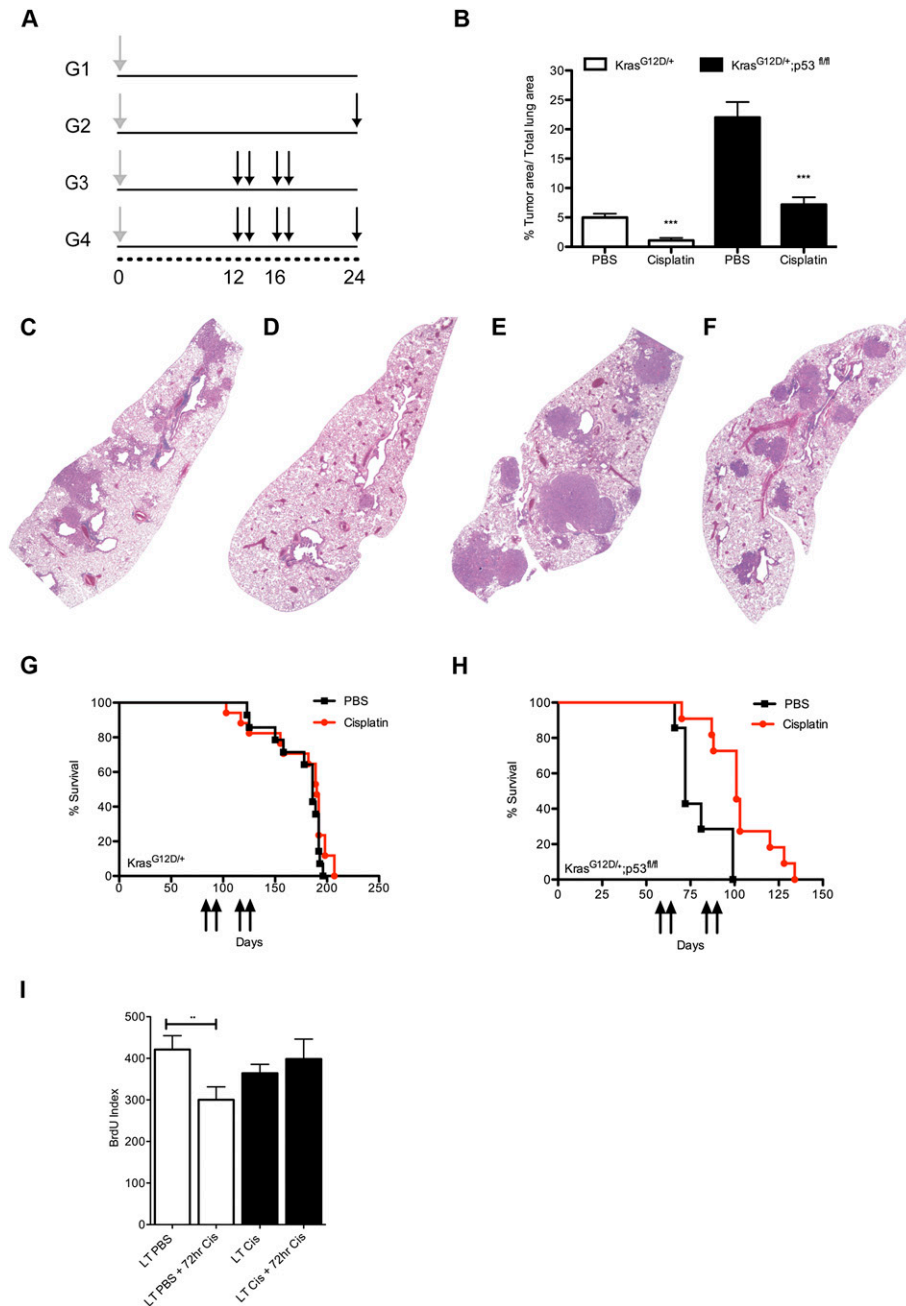 A
G1
G2
G3
G4
0 12 16 24
B
Kras^G12D/+ Kras^G12D/+;p53 fl/fl
% Tumor area/ Total lung area
30
25
20
15
10
5
0
***
***
PBS Cisplatin PBS Cisplatin
C D E F
G
PBS
Cisplatin
% Survival
100
80
60
40
20
0
Kras^G12D/+
0 50 100 150 200 250
Days
H
PBS
Cisplatin
% Survival
100
80
60
40
20
0
Kras^G12D/+;p53^fl/fl
0 25 50 75 100 125 150
Days
I
BrdU Index
500
400
300
200
100
0
**
LT PBS
LT PBS + 72hr Cis
LT Cis
LT Cis + 72hr Cis